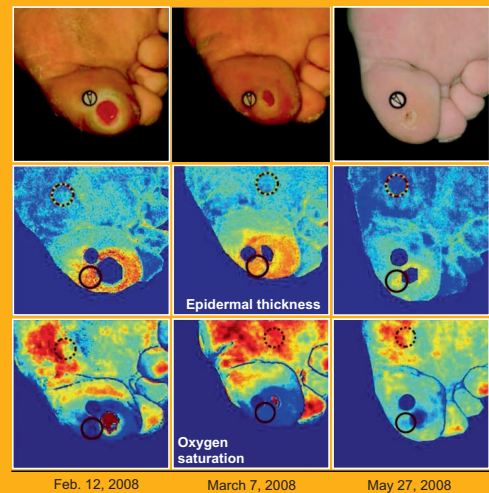 Epidermal thickness
Oxygen
saturation
Feb. 12, 2008
March 7, 2008
May 27, 2008